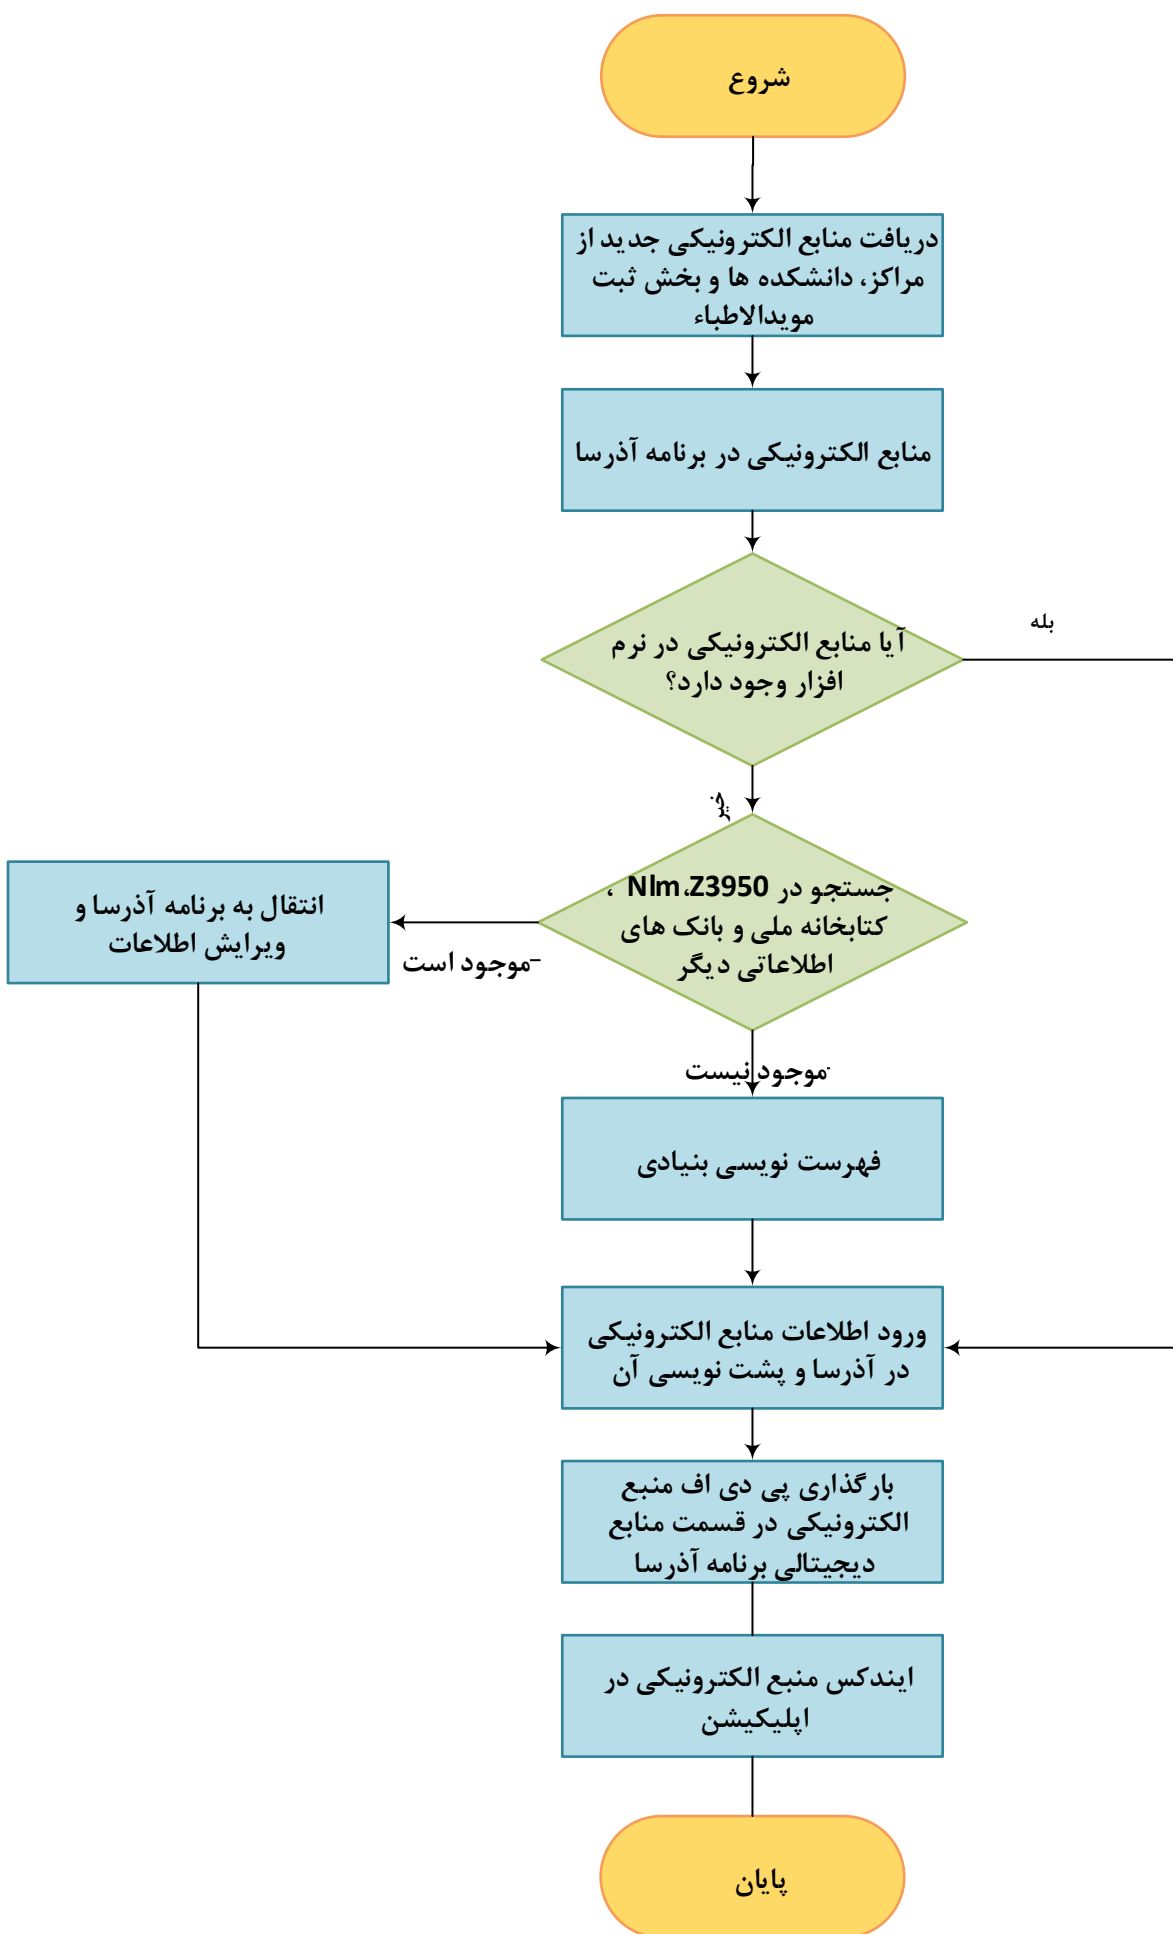 شروع
دریافت منابع الکترونیکی جدید از
مراکز، دانشکده ها و بخش ثبت
مویدالاطباء
منابع الکترونیکی در برنامه آذرسا
آیا منابع الکترونیکی در نرم
افزار وجود دارد؟
بله
خیر
جستجو در Nlm،Z3950 ،
کتابخانه ملی و بانک های
اطلاعاتی دیگر
انتقال به برنامه آذرسا و
ویرایش اطلاعات
–موجود است
-موجود نیست
فهرست نویسی بنیادی
ورود اطلاعات منابع الکترونیکی
در آذرسا و پشت نویسی آن
بارگذاری پی دی اف منبع
الکترونیکی در قسمت منابع
دیجیتالی برنامه آذرسا
ایندکس منبع الکترونیکی در
اپلیکیشن
پایان